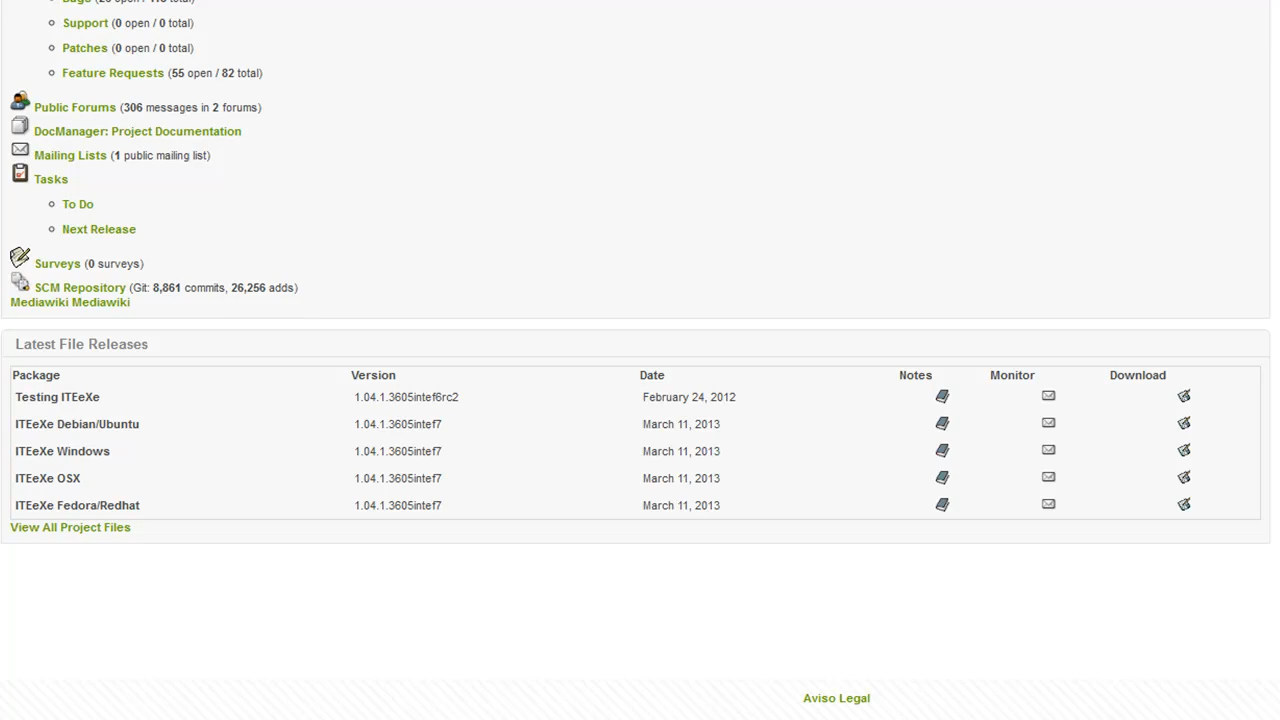 Support (0 open / 0 total)
Patches (0 open / 0 total)
Feature Requests (55 open / 82 total)
Public Forums (306 messages in 2 forums)
DocManager: Project Documentation
Mailing Lists (1 public mailing list)
Tasks
To Do
Next Release
Surveys (0 surveys)
SCM Repository (Git: 8,861 commits, 26,256 adds)
Mediawiki Mediawiki
Latest File Releases
Package Version Date Notes Monitor Download
Testing ITEeXe 1.04.1.3605intef6rc2 February 24, 2012
ITEeXe Debian/Ubuntu 1.04.1.3605intef7 March 11, 2013
ITEeXe Windows 1.04.1.3605intef7 March 11, 2013
ITEeXe OSX 1.04.1.3605intef7 March 11, 2013
ITEeXe Fedora/Redhat 1.04.1.3605intef7 March 11, 2013
View All Project Files
Aviso Legal